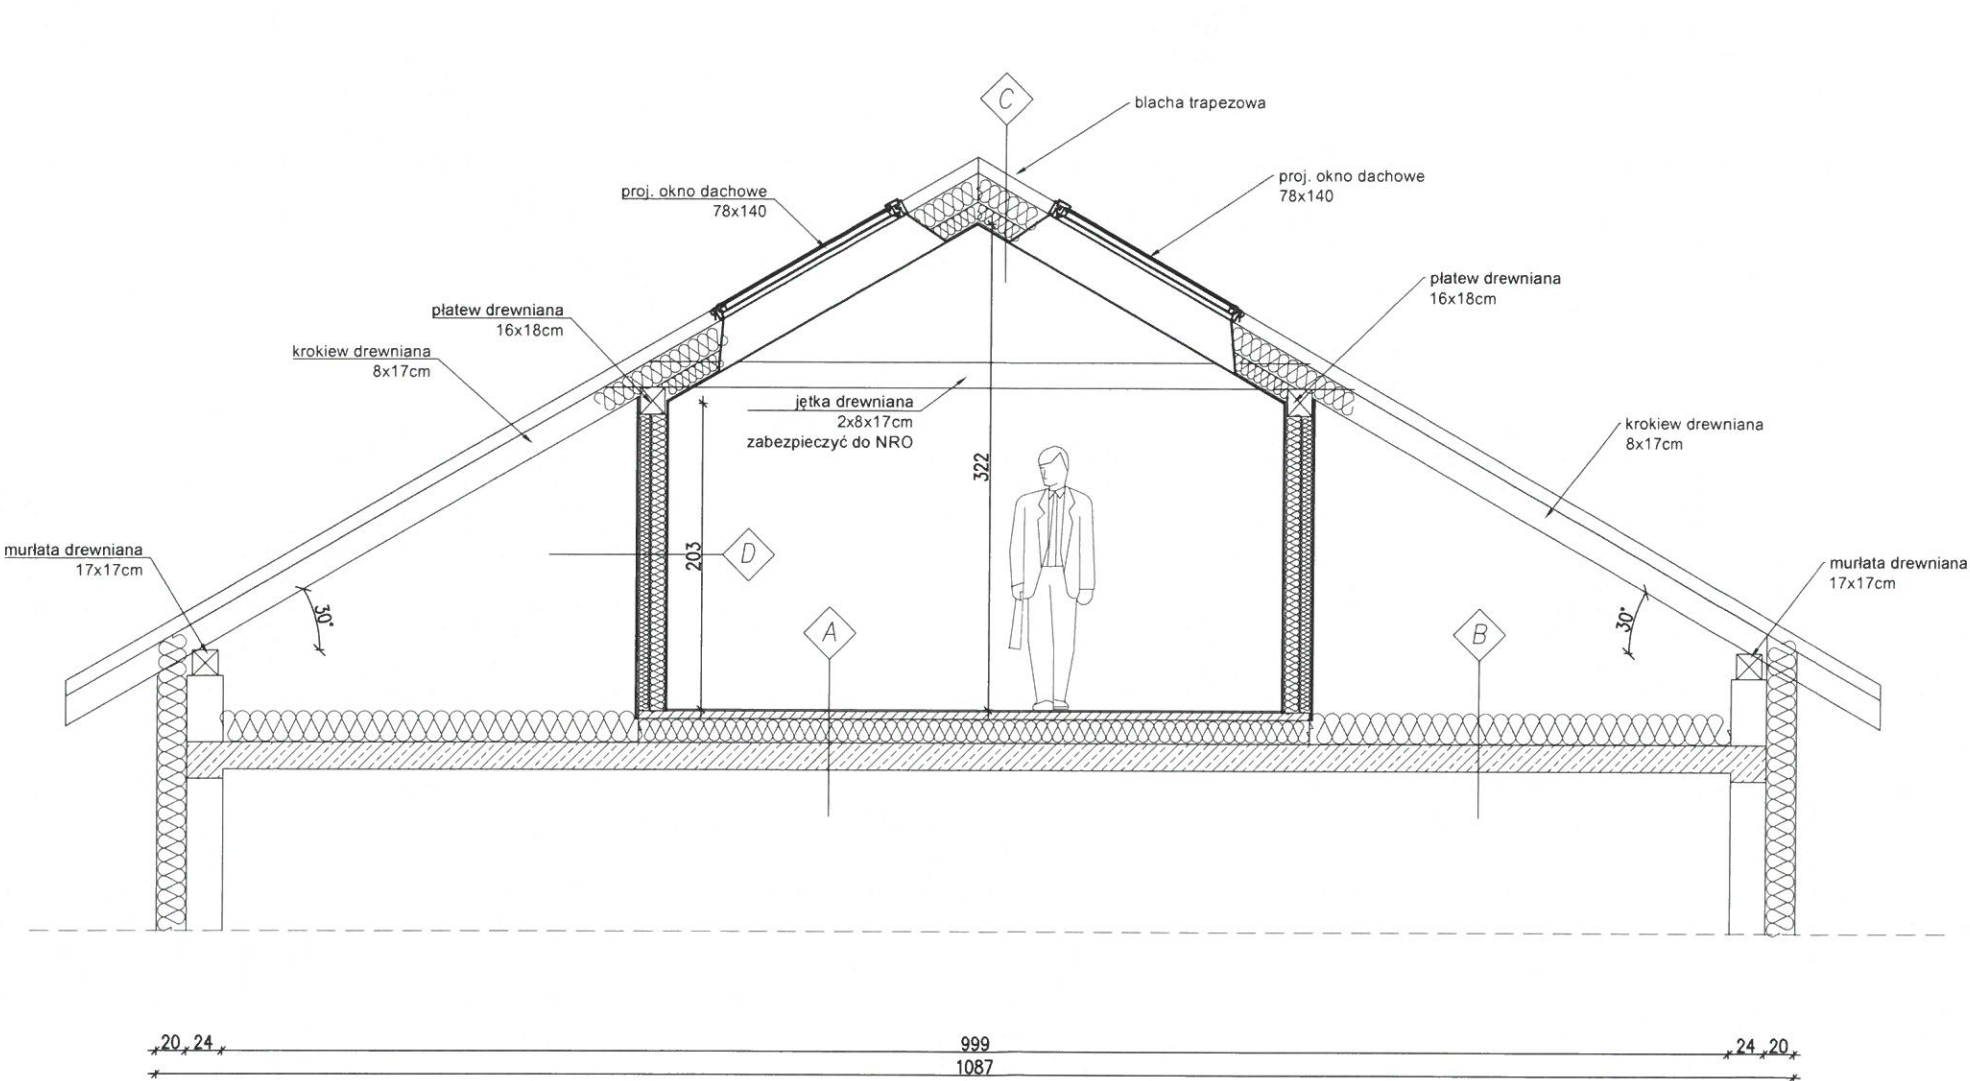 C
blacha trapezowa
proj. okno dachowe
78x140
proj. okno dachowe
78x140
płatew drewniana
16x18cm
płatew drewniana
16x18cm
krokiew drewniana
8x17cm
jętka drewniana
2x8x17cm
zabezpieczyć do NRO
krokiew drewniana
8x17cm
322
203
D
murłata drewniana
17x17cm
murłata drewniana
17x17cm
30°
30°
A
B
20 24 999 24 20
1087